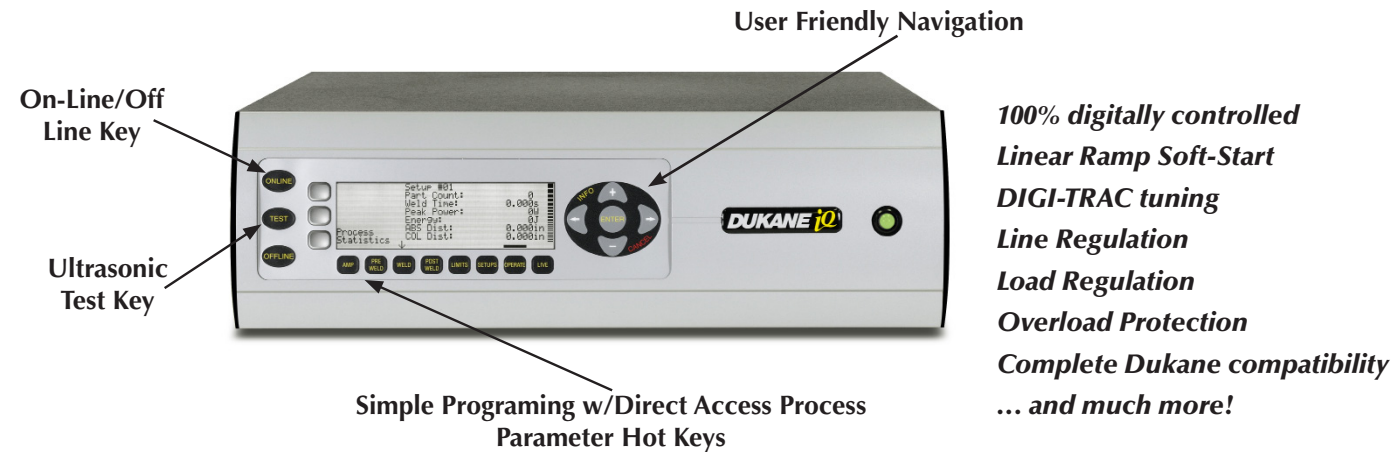 User Friendly Navigation
On-Line/Off
Line Key
Ultrasonic
Test Key
ONLINE
TEST
OFFLINE
Setup #01
Part Count: 0
Weld Time: 0.000s
Peak Power: 0W
Energy: 0J
Process ABS Dist: 0.000in
Statistics COL Dist: 0.000in
AMP PRE WELD WELD POST WELD LIMITS SETUPS OPERATE LIVE
INFO
+
ENTER
-
CANCEL
DUKANE iQ
Simple Programing w/Direct Access Process
Parameter Hot Keys
100% digitally controlled
Linear Ramp Soft-Start
DIGI-TRAC tuning
Line Regulation
Load Regulation
Overload Protection
Complete Dukane compatibility
... and much more!